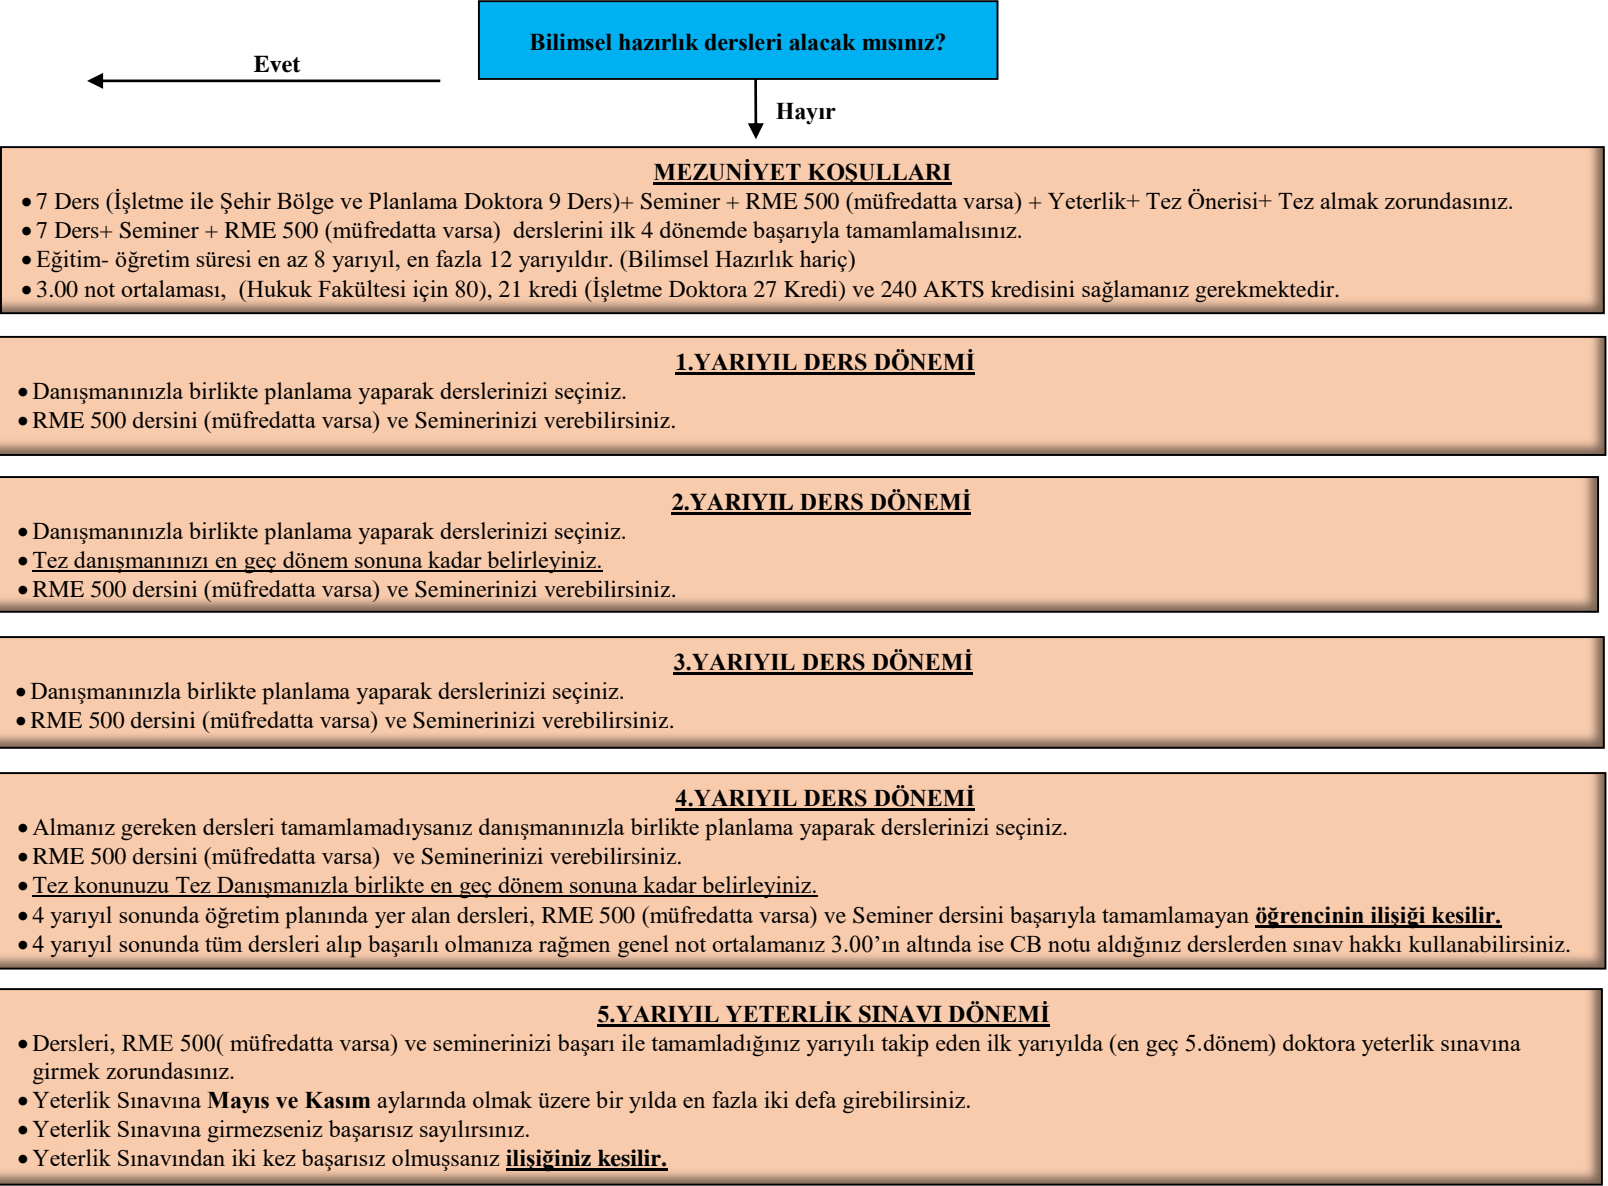 Bilimsel hazırlık dersleri alacak mısınız?
Evet
Hayır
MEZUNİYET KOŞULLARI
• 7 Ders (İşletme ile Şehir Bölge ve Planlama Doktora 9 Ders)+ Seminer + RME 500 (müfredatta varsa) + Yeterlik+ Tez Önerisi+ Tez almak zorundasınız.
• 7 Ders+ Seminer + RME 500 (müfredatta varsa) derslerini ilk 4 dönemde başarıyla tamamlamalısınız.
• Eğitim- öğretim süresi en az 8 yarıyıl, en fazla 12 yarıyıldır. (Bilimsel Hazırlık hariç)
• 3.00 not ortalaması, (Hukuk Fakültesi için 80), 21 kredi (İşletme Doktora 27 Kredi) ve 240 AKTS kredisini sağlamanız gerekmektedir.
1.YARIYIL DERS DÖNEMİ
• Danışmanınızla birlikte planlama yaparak derslerinizi seçiniz.
• RME 500 dersini (müfredatta varsa) ve Seminerinizi verebilirsiniz.
2.YARIYIL DERS DÖNEMİ
• Danışmanınızla birlikte planlama yaparak derslerinizi seçiniz.
• Tez danışmanınızı en geç dönem sonuna kadar belirleyiniz.
• RME 500 dersini (müfredatta varsa) ve Seminerinizi verebilirsiniz.
3.YARIYIL DERS DÖNEMİ
• Danışmanınızla birlikte planlama yaparak derslerinizi seçiniz.
• RME 500 dersini (müfredatta varsa) ve Seminerinizi verebilirsiniz.
4.YARIYIL DERS DÖNEMİ
• Almanız gereken dersleri tamamlamadıysanız danışmanınızla birlikte planlama yaparak derslerinizi seçiniz.
• RME 500 dersini (müfredatta varsa) ve Seminerinizi verebilirsiniz.
• Tez konunuzu Tez Danışmanızla birlikte en geç dönem sonuna kadar belirleyiniz.
• 4 yarıyıl sonunda öğretim planında yer alan dersleri, RME 500 (müfredatta varsa) ve Seminer dersini başarıyla tamamlamayan öğrencinin ilişiği kesilir.
• 4 yarıyıl sonunda tüm dersleri alıp başarılı olmanıza rağmen genel not ortalamanız 3.00’ın altında ise CB notu aldığınız derslerden sınav hakkı kullanabilirsiniz.
5.YARIYIL YETERLİK SINAVI DÖNEMİ
• Dersleri, RME 500( müfredatta varsa) ve seminerinizi başarı ile tamamladığınız yarıyılı takip eden ilk yarıyılda (en geç 5.dönem) doktora yeterlik sınavına
girmek zorundasınız.
• Yeterlik Sınavına Mayıs ve Kasım aylarında olmak üzere bir yılda en fazla iki defa girebilirsiniz.
• Yeterlik Sınavına girmezseniz başarısız sayılırsınız.
• Yeterlik Sınavından iki kez başarısız olmuşsanız ilişiğiniz kesilir.